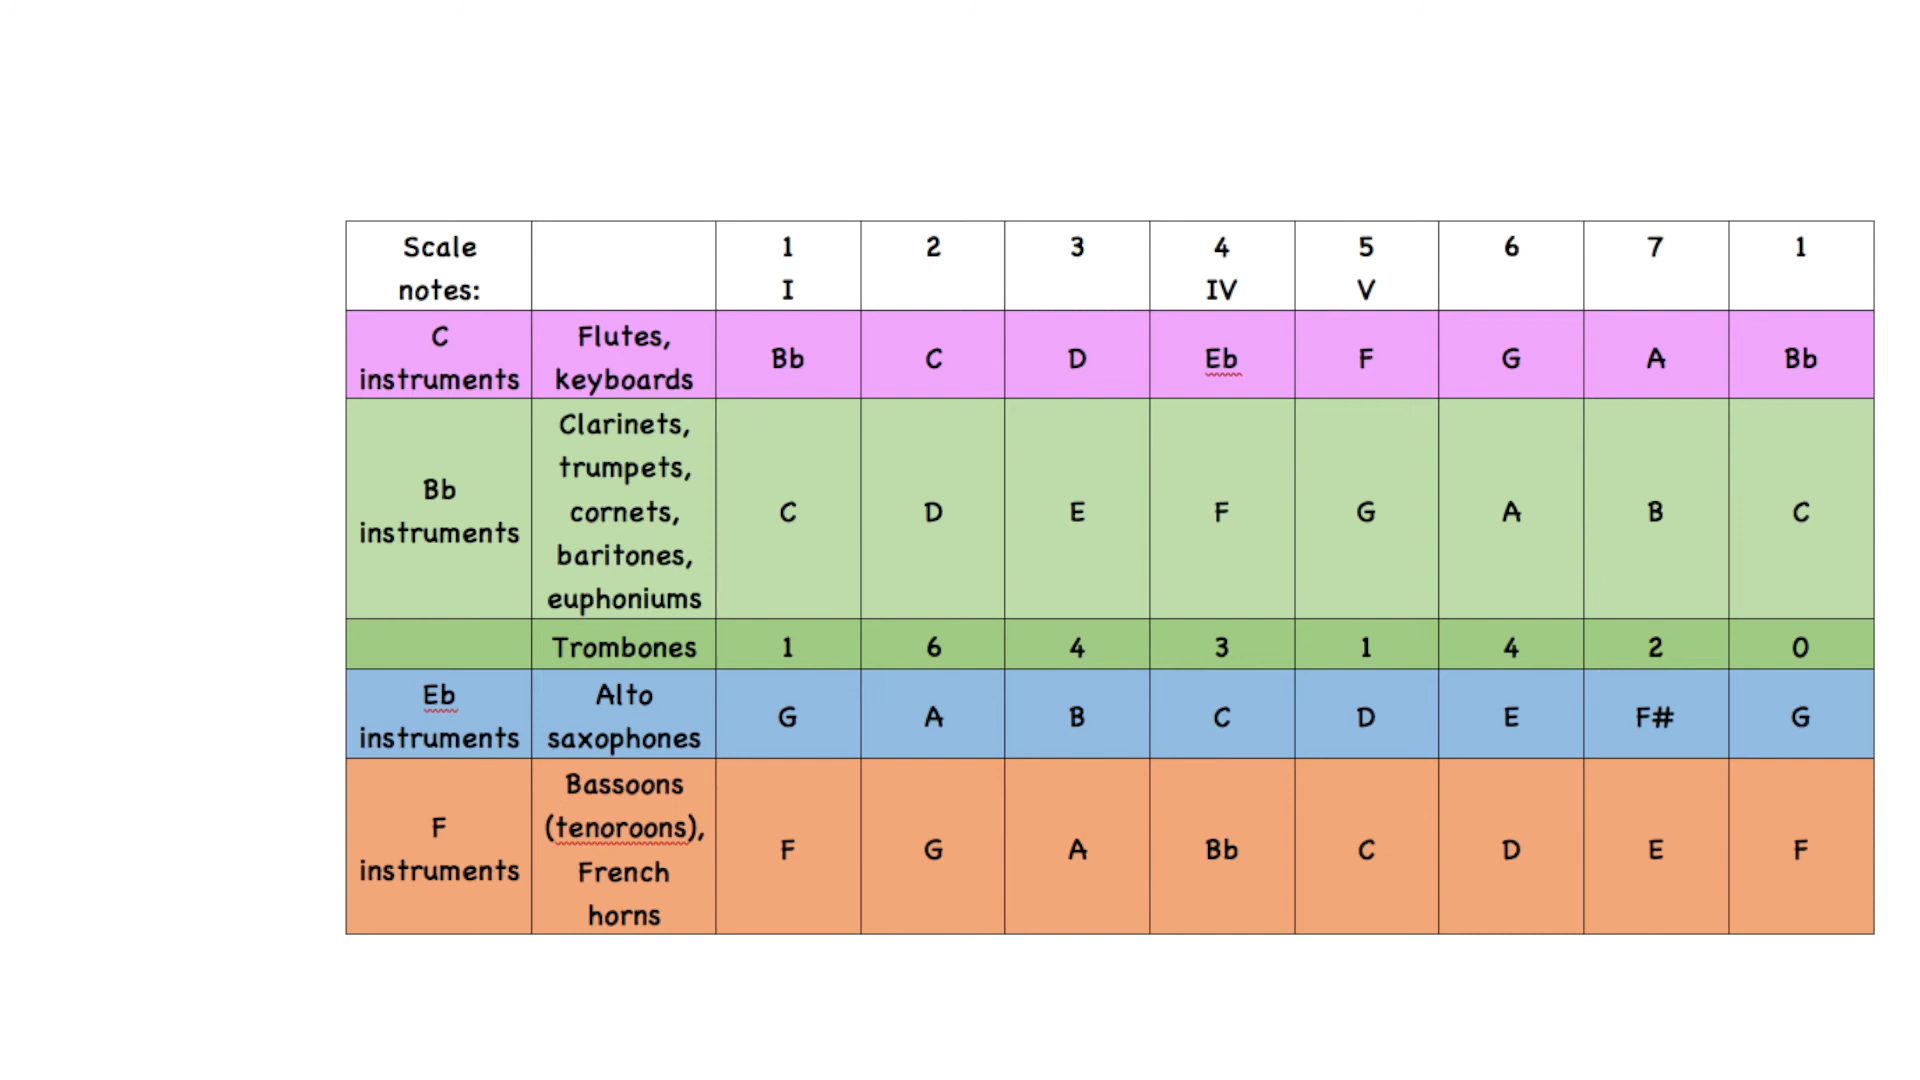 Scale notes: 1 I 2 3 4 IV 5 V 6 7 1
C instruments Flutes, keyboards Bb C D Eb F G A Bb
Bb instruments Clarinets, trumpets, cornets, baritones, euphoniums C D E F G A B C
Trombones 1 6 4 3 1 4 2 0
Eb instruments Alto saxophones G A B C D E F# G
F instruments Bassoons (tenoroons), French horns F G A Bb C D E F